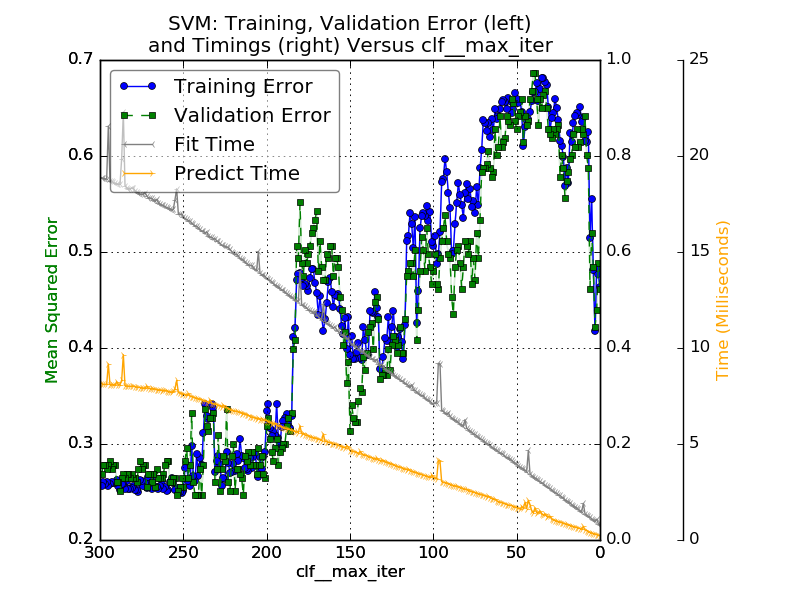 SVM: Training, Validation Error (left)
and Timings (right) Versus clf__max_iter
Training Error
Validation Error
Fit Time
Predict Time
Mean Squared Error
0.7
0.6
0.5
0.4
0.3
0.2
300 250 200 150 100 50 0
clf__max_iter
1.0
0.8
0.6
0.4
0.2
0.0
25
20
15
10
5
0
Time (Milliseconds)